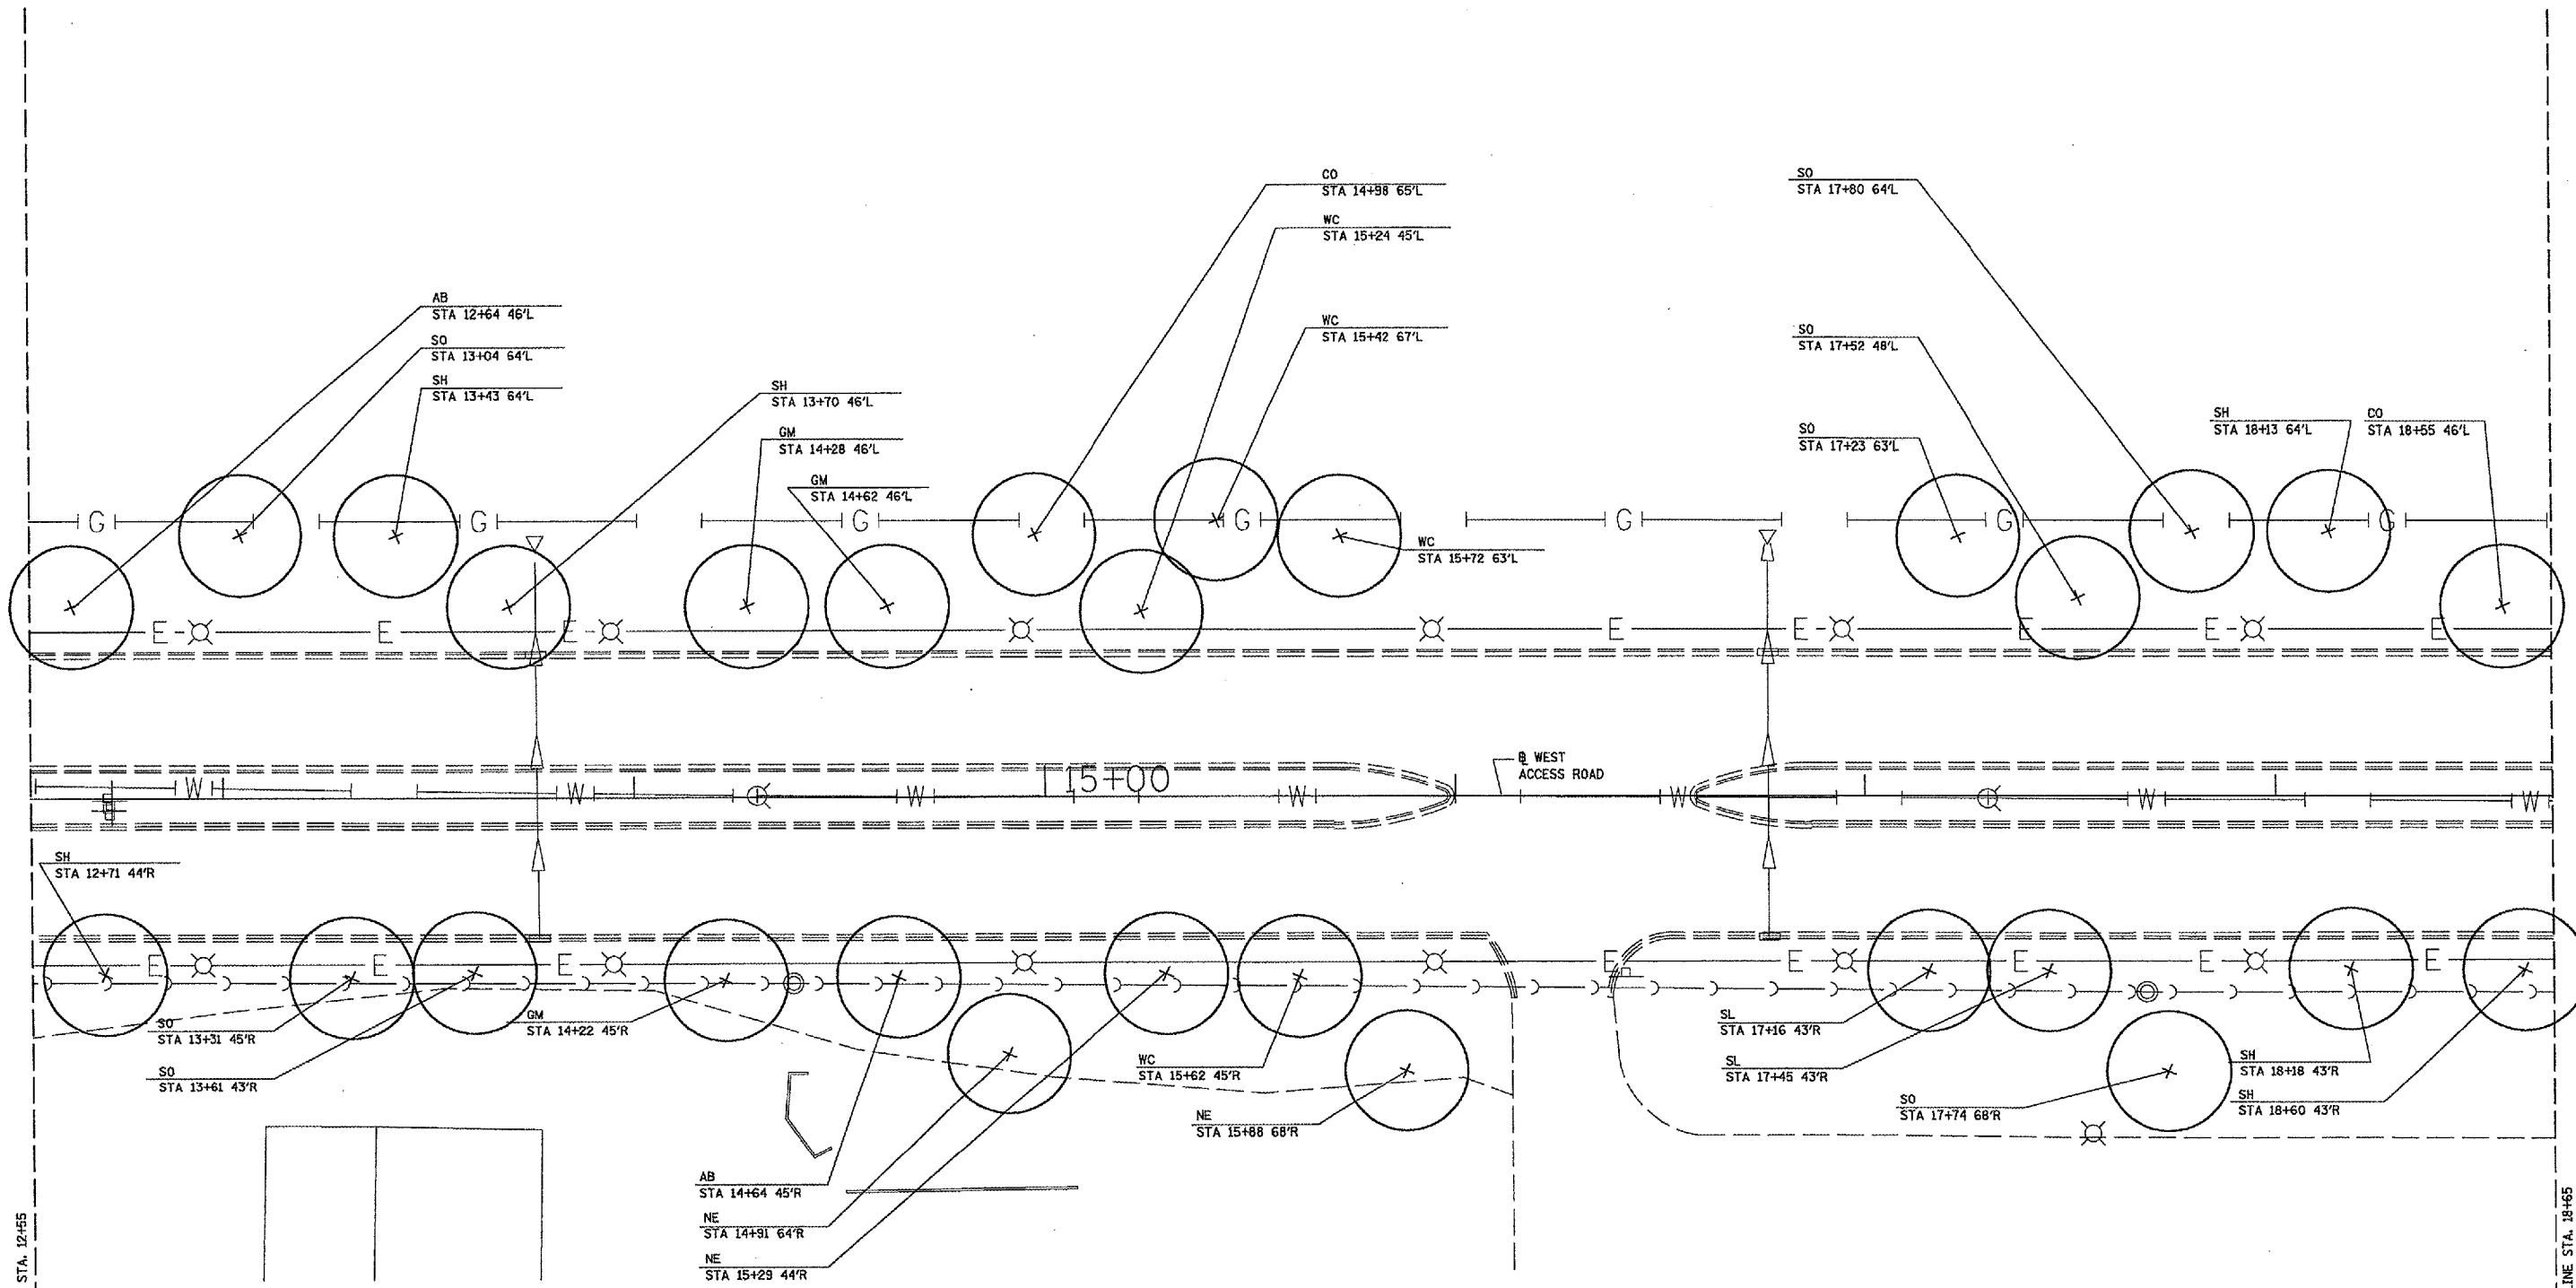 CO
STA 14+98 65'L
SO
STA 17+80 64'L
WC
STA 15+24 45'L
AB
STA 12+64 46'L
WC
STA 15+42 67'L
SO
STA 17+52 48'L
SO
STA 13+04 64'L
SH
STA 13+43 64'L
SH
STA 13+70 46'L
SH
STA 18+13 64'L
CO
STA 18+55 46'L
GM
STA 14+28 46'L
SO
STA 17+23 63'L
GM
STA 14+62 46'L
G G G G G G G
WC
STA 15+72 63'L
E E E E E E E E
WEST
ACCESS ROAD
15+00
W W W W W W W
SH
STA 12+71 44'R
E E E E E E E E
SO
STA 13+31 45'R
GM
STA 14+22 45'R
SL
STA 17+16 43'R
SO
STA 13+61 43'R
WC
STA 15+62 45'R
SL
STA 17+45 43'R
SH
STA 18+18 43'R
NE
STA 15+88 68'R
SO
STA 17+74 68'R
SH
STA 18+60 43'R
AB
STA 14+64 45'R
NE
STA 14+91 64'R
NE
STA 15+29 44'R
STA. 12+55
STA. 18+65